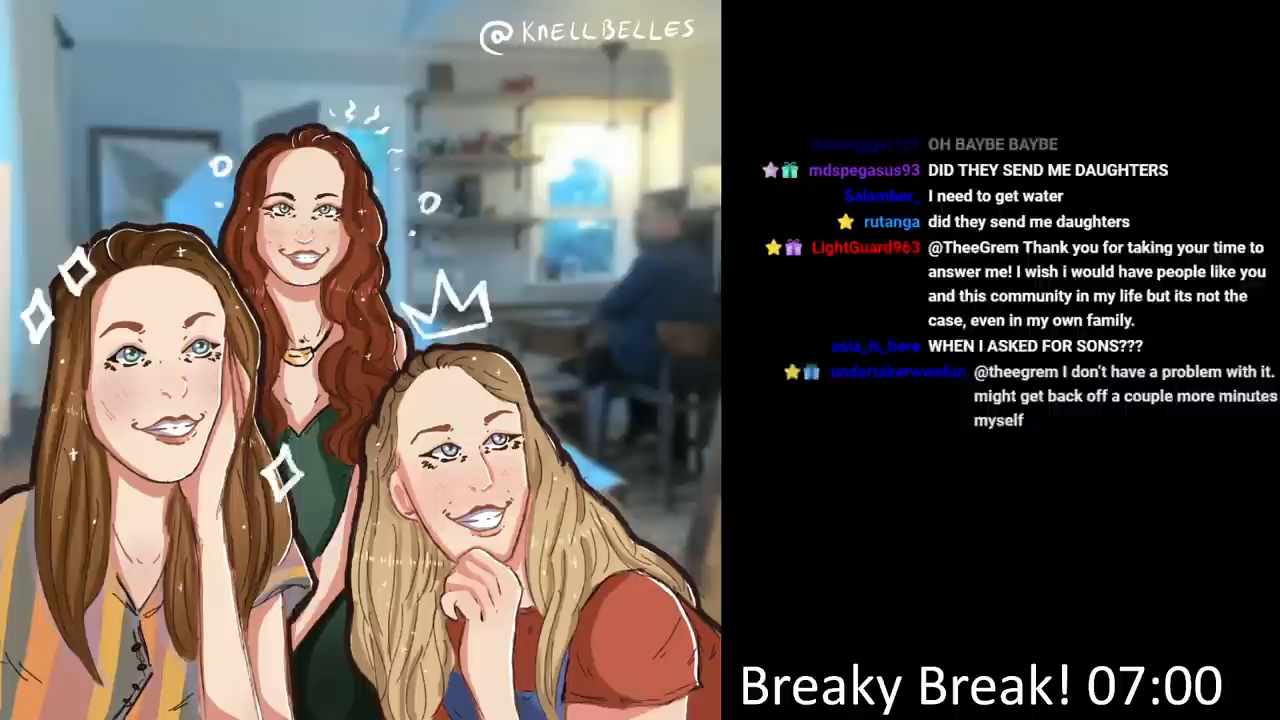 @KNELLBELLES
OH BAYBE BAYBE
mdspegasus93 DID THEY SEND ME DAUGHTERS
Salamber_ I need to get water
rutanga did they send me daughters
LightGuard963 @TheeGrem Thank you for taking your time to
answer me! I wish i would have people like you
and this community in my life but its not the
case, even in my own family.
asia_is_here WHEN I ASKED FOR SONS???
undertakerwwefan @theegrem I don't have a problem with it.
might get back off a couple more minutes
myself
Breaky Break! 07:00